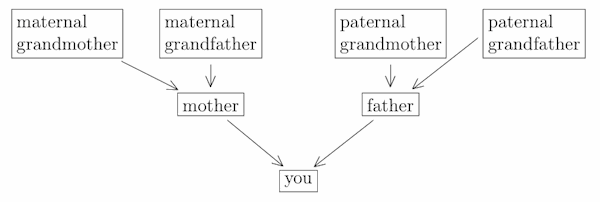 maternal
grandmother
maternal
grandfather
paternal
grandmother
paternal
grandfather
mother
father
you